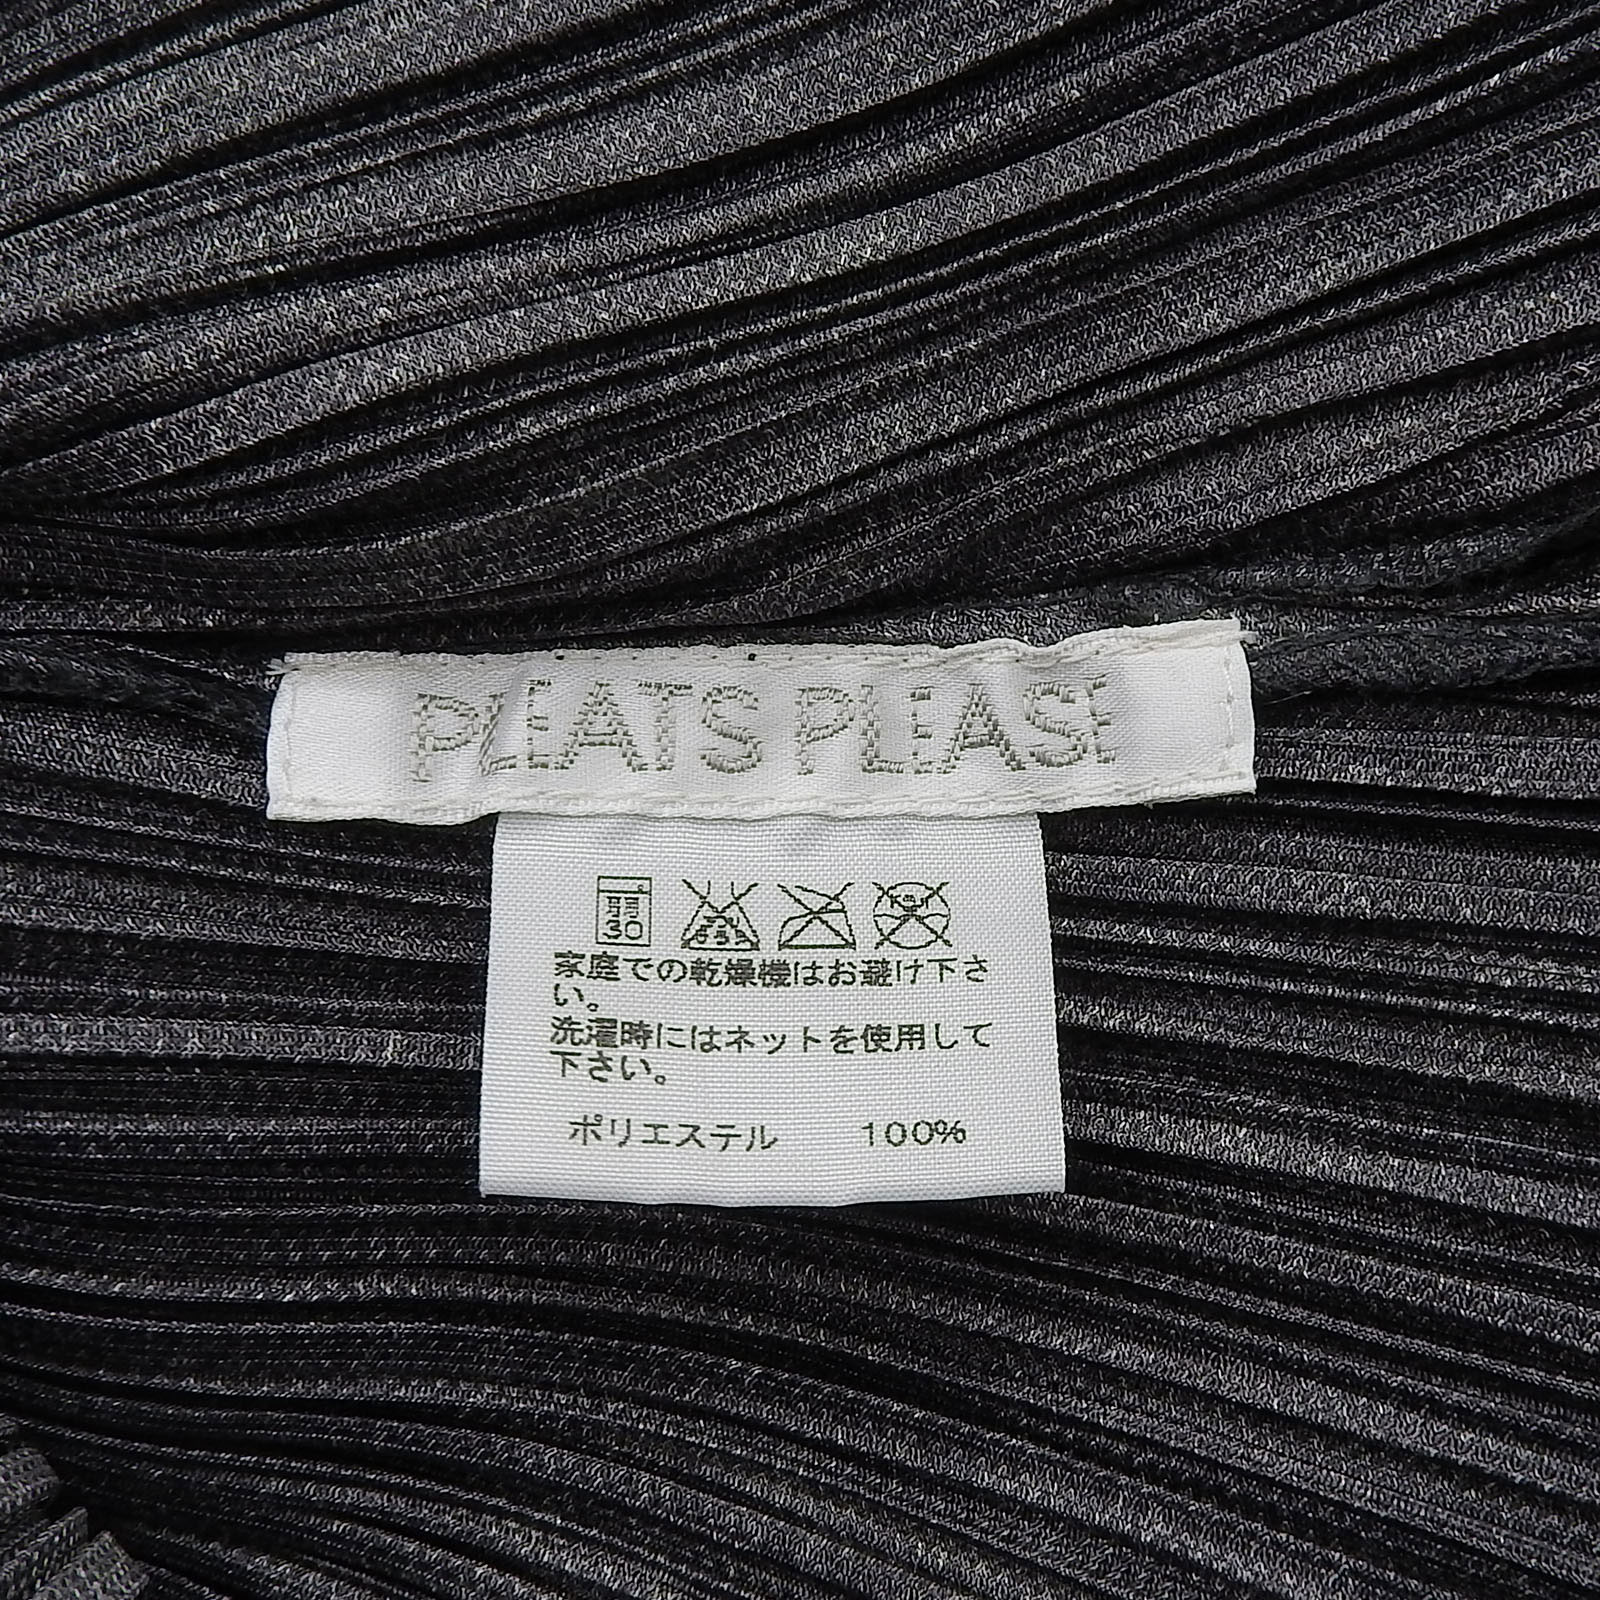 PLEATS PLEASE
弱
30
家庭での乾燥機はお避け下さ
い。
洗濯時にはネットを使用して
下さい。
ポリエステル 100%